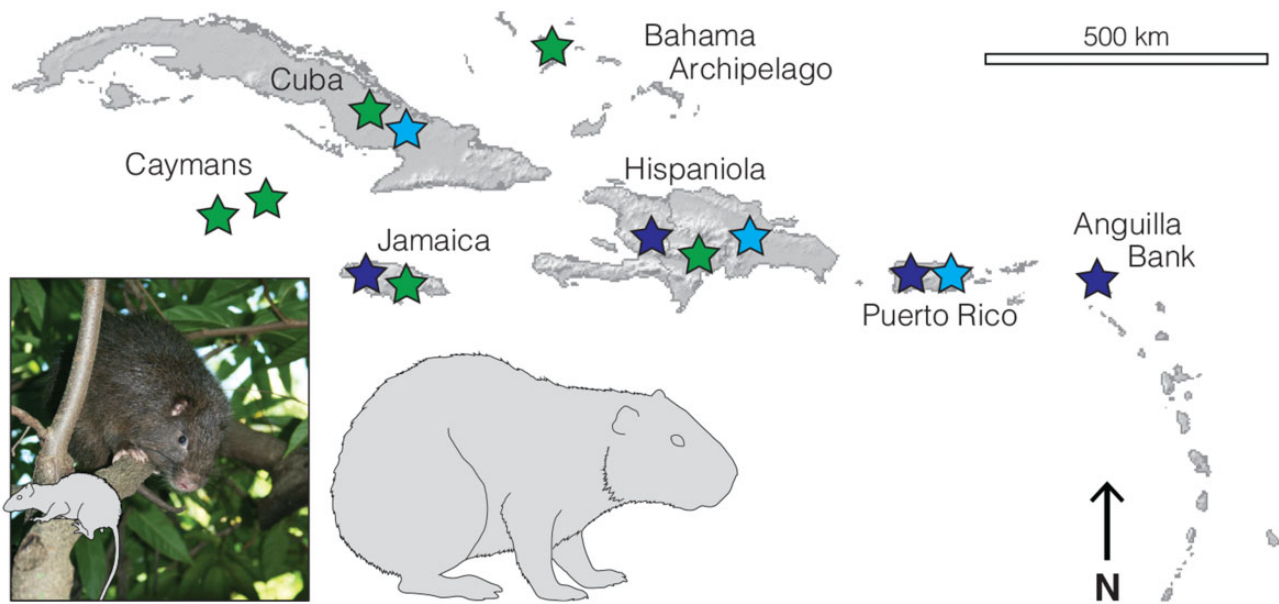 Bahama
Archipelago
500 km
Cuba
Caymans
Hispaniola
Jamaica
Anguilla
Bank
Puerto Rico
N